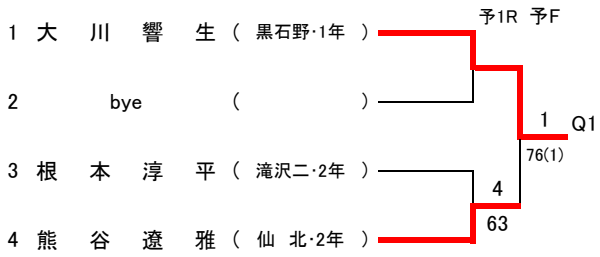 予1R 予F
1 大 川 響 生 ( 黒石野・1年 )
2 bye ( )
1 Q1
76(1)
3 根 本 淳 平 ( 滝沢二・2年 )
4
63
4 熊 谷 遼 雅 ( 仙 北・2年 )